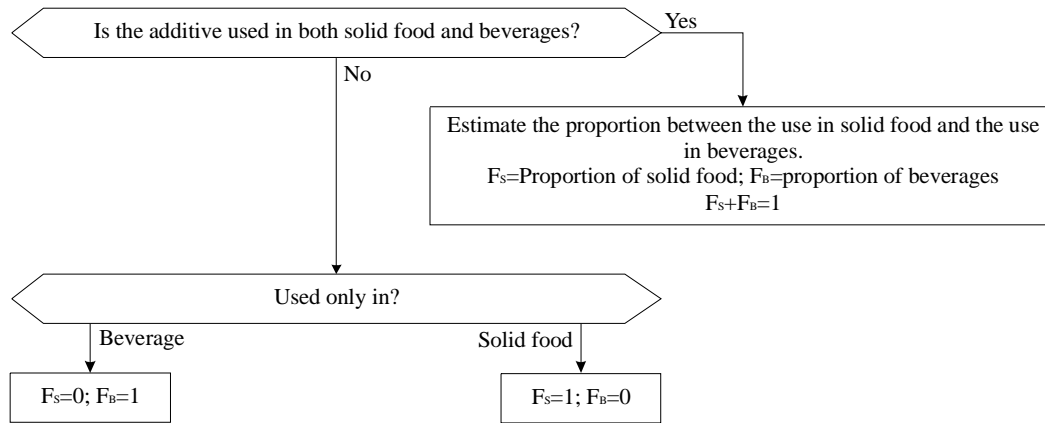 Is the additive used in both solid food and beverages?
Yes
No
Estimate the proportion between the use in solid food and the use
in beverages.
Fs=Proportion of solid food; FB=proportion of beverages
Fs+FB=1
Used only in?
Beverage
Solid food
Fs=0; FB=1
Fs=1; FB=0